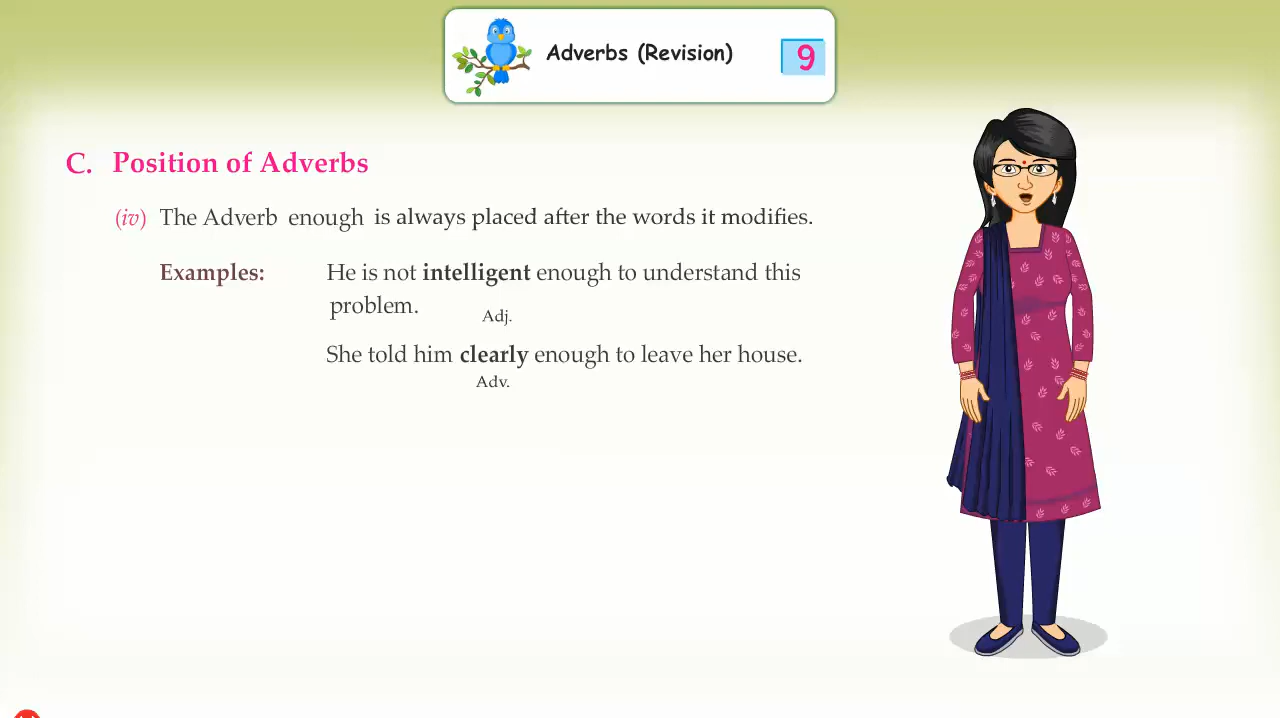 Adverbs (Revision) 9
C. Position of Adverbs
(iv) The Adverb enough is always placed after the words it modifies.
Examples: He is not intelligent enough to understand this
problem.
Adj.
She told him clearly enough to leave her house.
Adv.